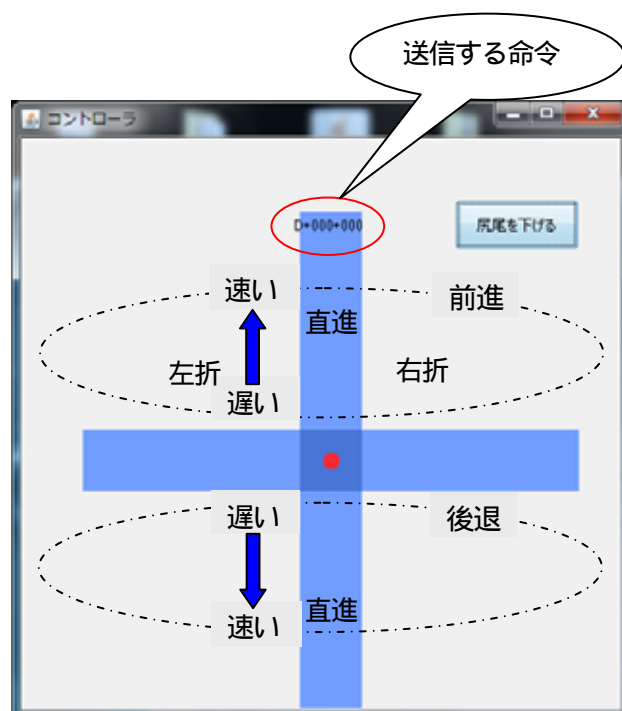 送信する命令
コントローラ
D+000+000
尻尾を下げる
速い
前進
直進
左折
右折
遅い
遅い
後退
直進
速い